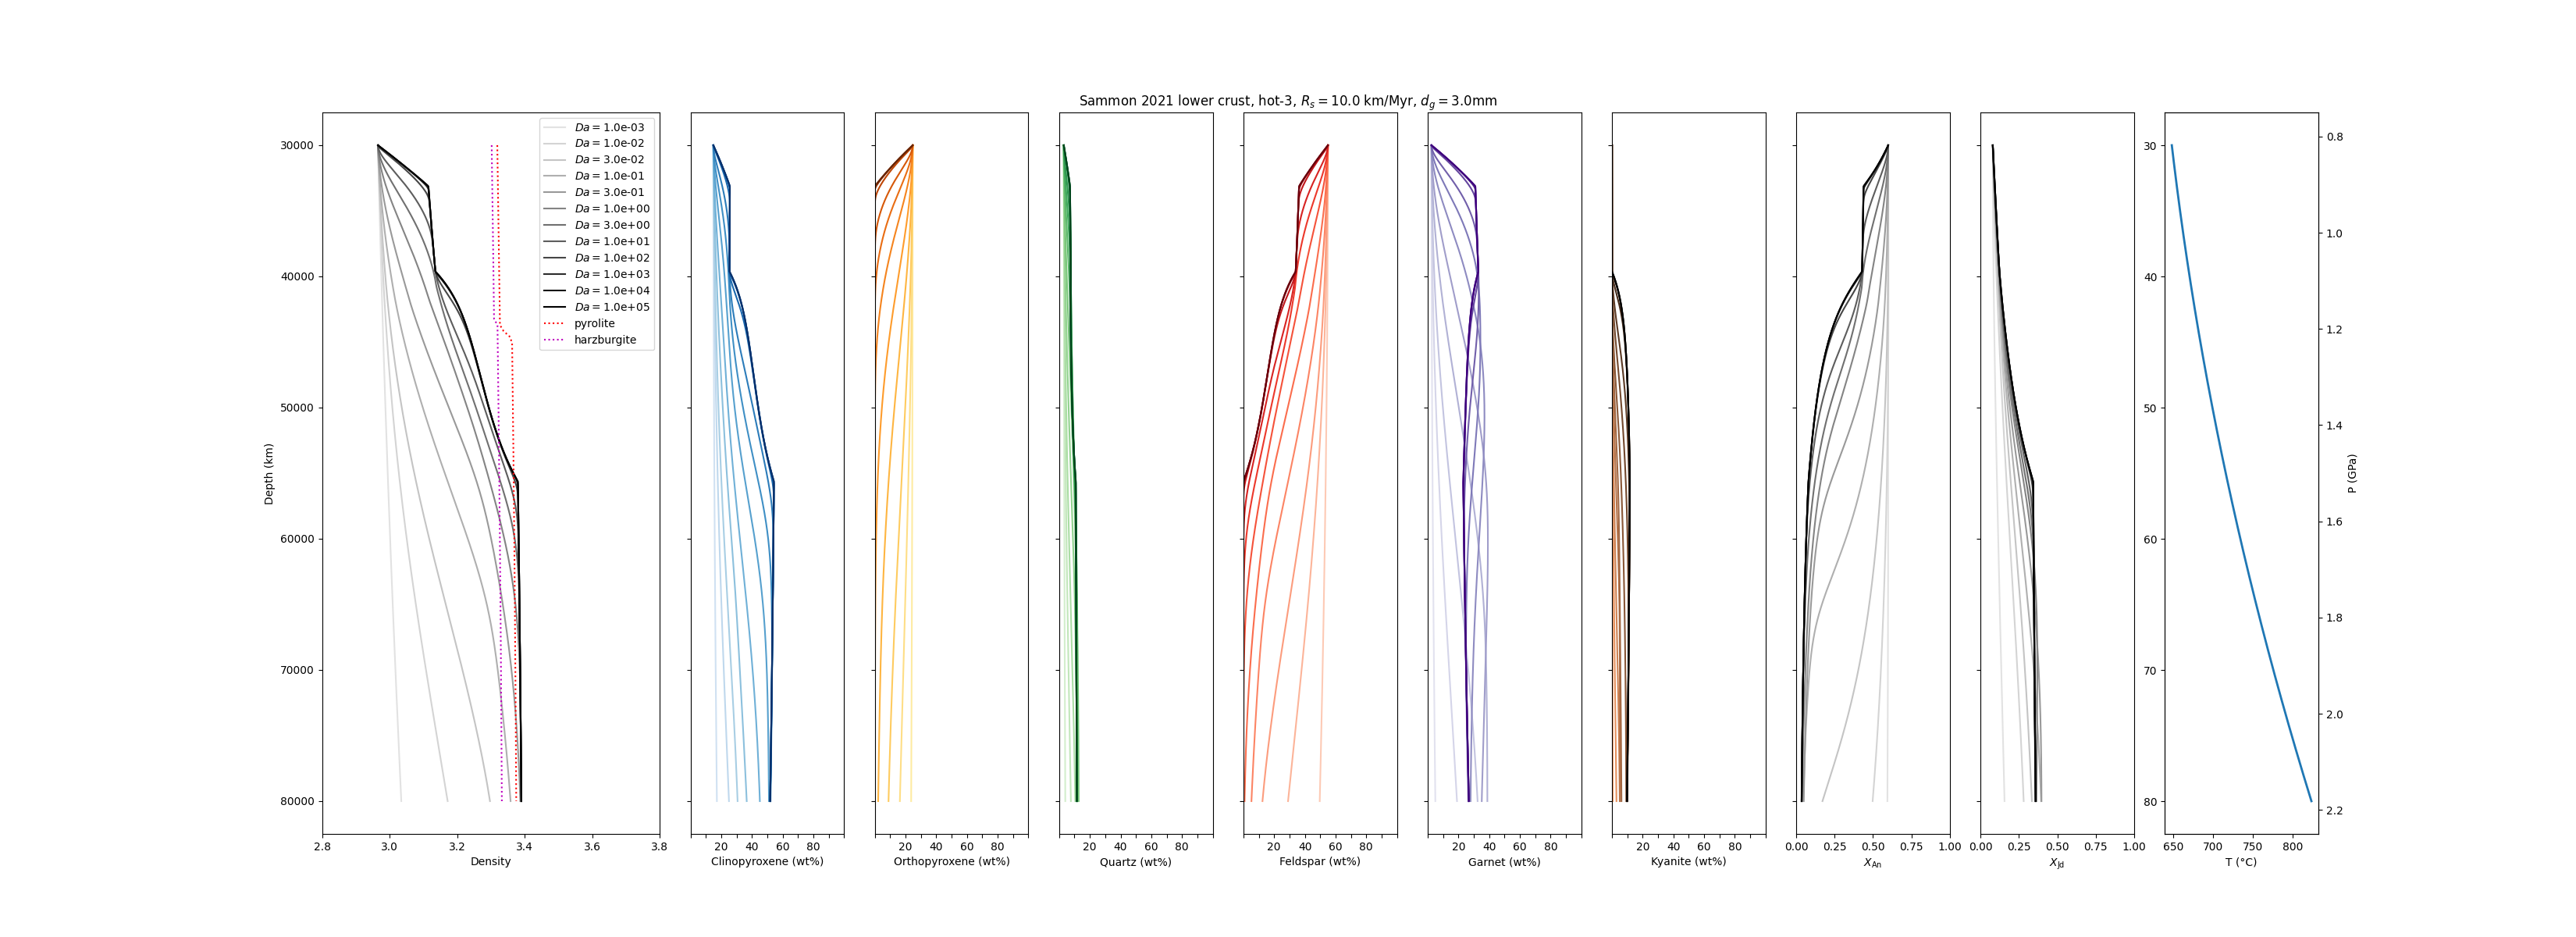 Sammon 2021 lower crust, hot-3, Rs = 10.0 km/Myr, dg = 3.0mm
Da = 1.0e-03
Da = 1.0e-02
Da = 3.0e-02
Da = 1.0e-01
Da = 3.0e-01
Da = 1.0e+00
Da = 3.0e+00
Da = 1.0e+01
Da = 1.0e+02
Da = 1.0e+03
Da = 1.0e+04
Da = 1.0e+05
pyrolite
harzburgite
Depth (km)
30000
40000
50000
60000
70000
80000
2.8 3.0 3.2 3.4 3.6 3.8
Density
20 40 60 80
Clinopyroxene (wt%)
20 40 60 80
Orthopyroxene (wt%)
20 40 60 80
Quartz (wt%)
20 40 60 80
Feldspar (wt%)
20 40 60 80
Garnet (wt%)
20 40 60 80
Kyanite (wt%)
0.00 0.25 0.50 0.75 1.00
XAn
0.00 0.25 0.50 0.75 1.00
XJd
30
40
50
60
70
80
650 700 750 800
T (°C)
0.8
1.0
1.2
1.4
1.6
1.8
2.0
2.2
P (GPa)